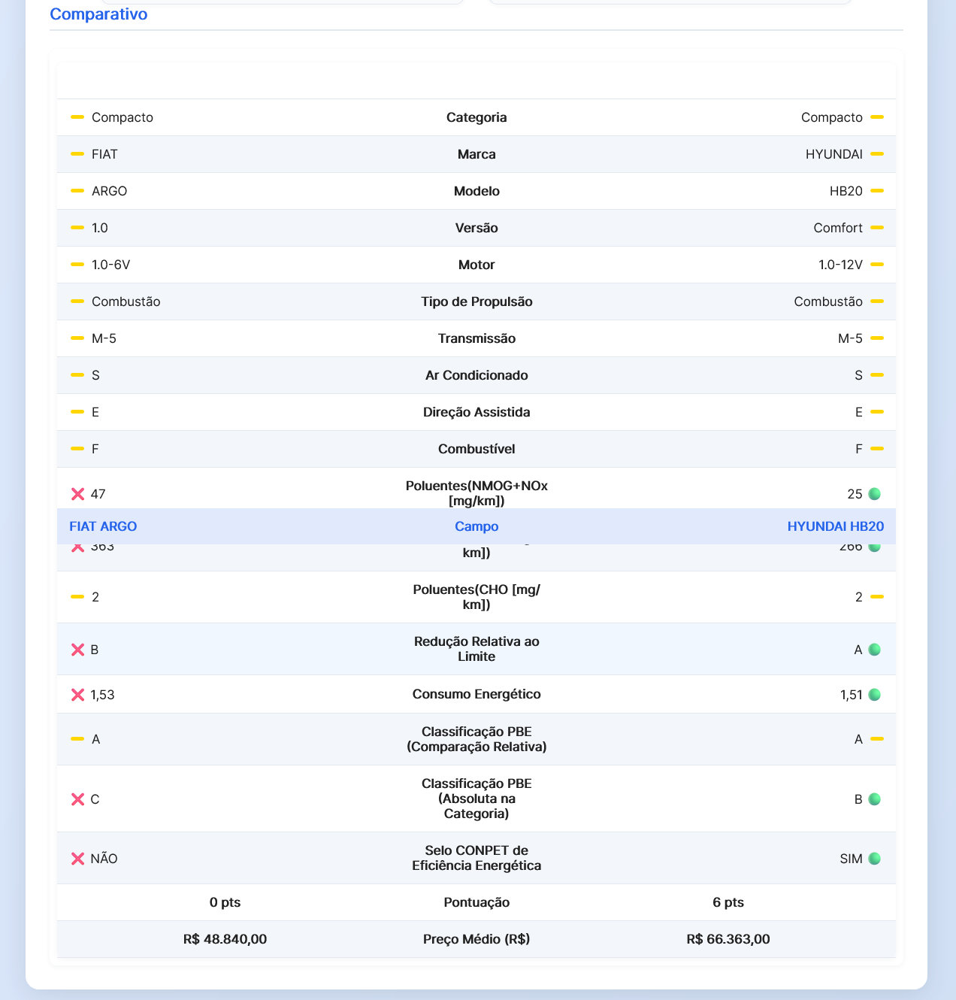 Comparativo
Compacto Categoria Compacto
FIAT Marca HYUNDAI
ARGO Modelo HB20
1.0 Versão Comfort
1.0-6V Motor 1.0-12V
Combustão Tipo de Propulsão Combustão
M-5 Transmissão M-5
S Ar Condicionado S
E Direção Assistida E
F Combustível F
Poluentes(NMOG+NOx
47 25
[mg/km])
FIAT ARGO Campo HYUNDAI HB20
363 266
km])
Poluentes(CHO [mg/
2 2
km])
Redução Relativa ao
B A
Limite
1,53 Consumo Energético 1,51
Classificação PBE
A A
(Comparação Relativa)
Classificação PBE
C (Absoluta na B
Categoria)
Selo CONPET de
NÃO SIM
Eficiência Energética
0 pts Pontuação 6 pts
R$ 48.840,00 Preço Médio (R$) R$ 66.363,00